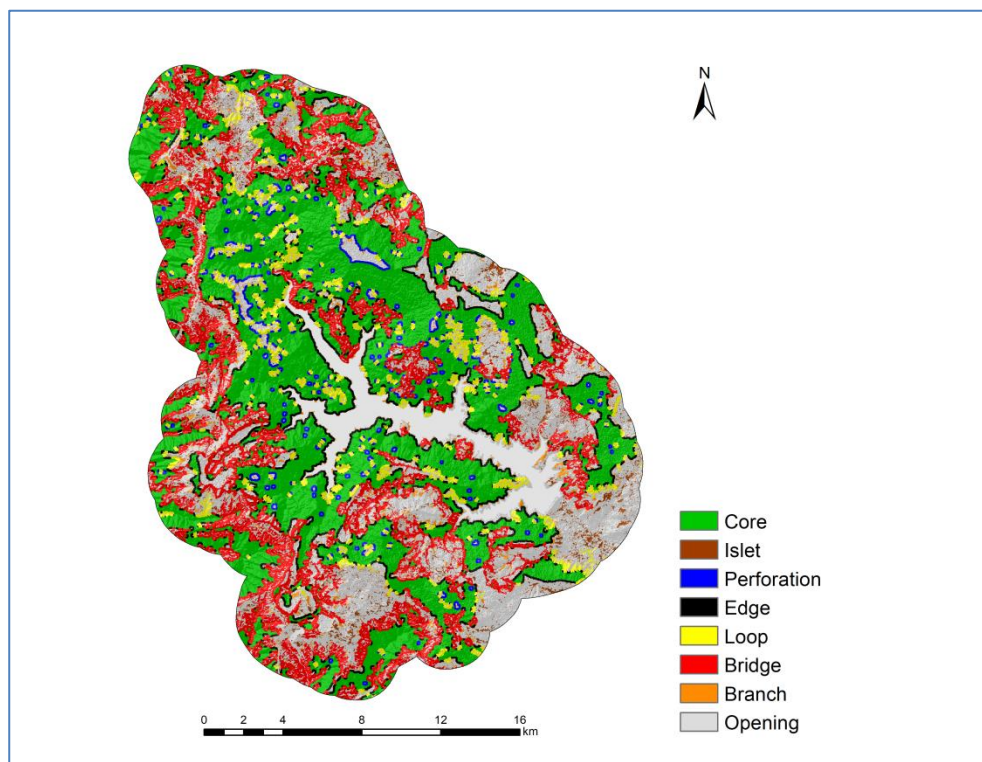 N
Core
Islet
Perforation
Edge
Loop
Bridge
Branch
Opening
0 2 4 8 12 16
km